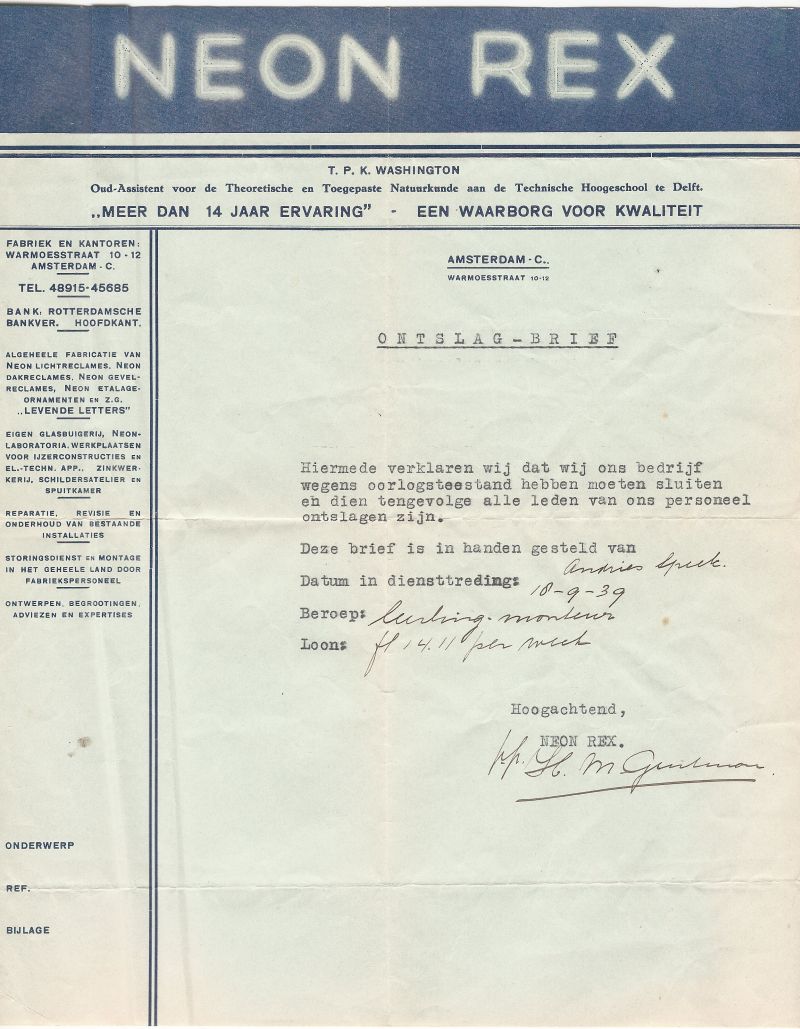 NEON REX
T. P. K. WASHINGTON
Oud-Assistent voor de Theoretische en Toegepaste Natuurkunde aan de Technische Hoogeschool te Delft.
„MEER DAN 14 JAAR ERVARING” - EEN WAARBORG VOOR KWALITEIT
FABRIEK EN KANTOREN:
WARMOESSTRAAT 10-12
AMSTERDAM-C.
TEL. 48915-45685
BANK: ROTTERDAMSCHE
BANKVER. HOOFDKANT.
ALGEHEELE FABRICATIE VAN
NEON LICHTRECLAMES, NEON
DAKRECLAMES, NEON GEVEL-
RECLAMES, NEON ETALAGE-
ORNAMENTEN EN Z.G.
„LEVENDE LETTERS”
EIGEN GLASBUIGERIJ, NEON-
LABORATORIA, WERKPLAATSEN
VOOR IJZERCONSTRUCTIES EN
EL.-TECHN. APP., ZINKWER-
KERIJ, SCHILDERSATELIER EN
SPUITKAMER
REPARATIE, REVISIE EN
ONDERHOUD VAN BESTAANDE
INSTALLATIES
STORINGSDIENST EN MONTAGE
IN HET GEHEELE LAND DOOR
FABRIEKSPERSONEEL
ONTWERPEN, BEGROOTINGEN,
ADVIEZEN EN EXPERTISES
ONDERWERP
REF.
BIJLAGE
AMSTERDAM-C.,
WARMOESSTRAAT 10-12
ONTSLAG-BRIEF
Hiermede verklaren wij dat wij ons bedrijf
wegens oorlogsteestand hebben moeten sluiten
eh dien tengevolge alle leden van ons personeel
ontslagen zijn.
Deze brief is in handen gesteld van
Andries Speek.
Datum in diensttreding: 18-9-39
Beroep: leerling-monteur
Loon: fl 14.11 per week
Hoogachtend,
NEON REX.
p.p. H. M.